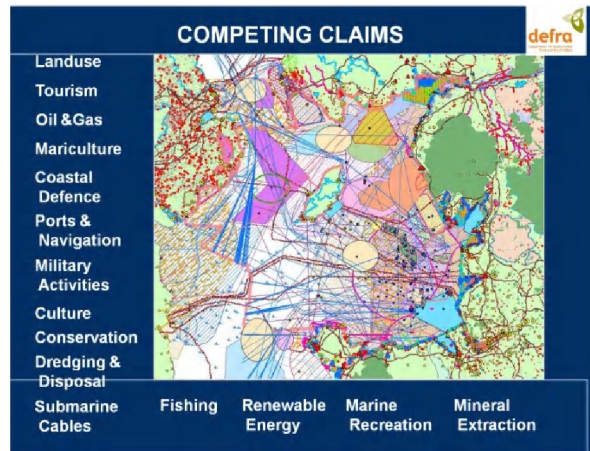 COMPETING CLAIMS
defra
Landuse
Tourism
Oil &Gas
Mariculture
Coastal
Defence
Ports &
Navigation
Military
Activities
Culture
Conservation
Dredging &
Disposal
Submarine
Cables
Fishing
Renewable
Energy
Marine
Recreation
Mineral
Extraction